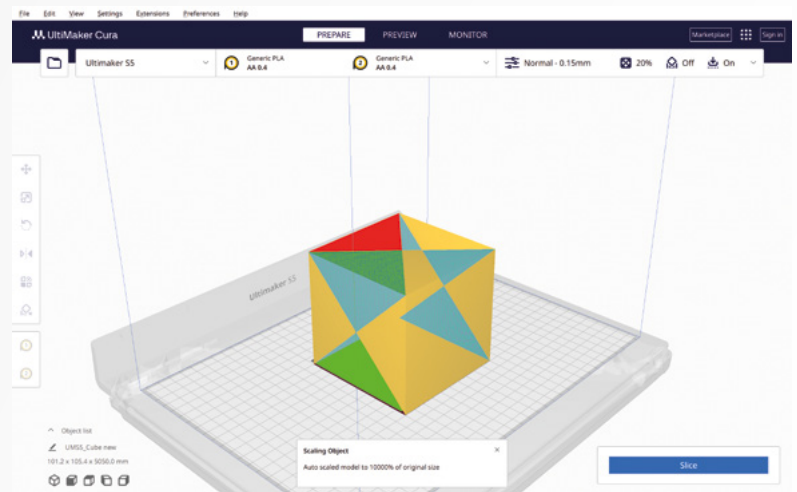 File Edit View Settings Extensions Preferences Help
UltiMaker Cura PREPARE PREVIEW MONITOR Marketplace Sign in
Ultimaker S5 1 Generic PLA AA 0.4 2 Generic PLA AA 0.4 Normal - 0.15mm 20% Off On
Ultimaker S5
Object list
UMS5_Cube new
101.2 x 105.4 x 5050.0 mm
Scaling Object
Auto scaled model to 10000% of original size
Slice